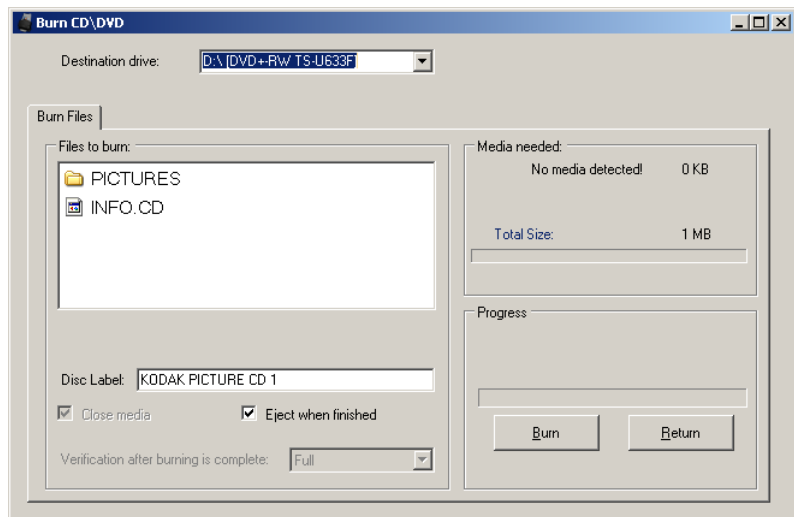 Burn CD\DVD
Destination drive: D:\ [DVD+-RW TS-U633F]
Burn Files
Files to burn:
PICTURES
INFO.CD
Disc Label: KODAK PICTURE CD 1
Close media Eject when finished
Verification after burning is complete: Full
Media needed:
No media detected! 0 KB
Total Size: 1 MB
Progress
Burn Return